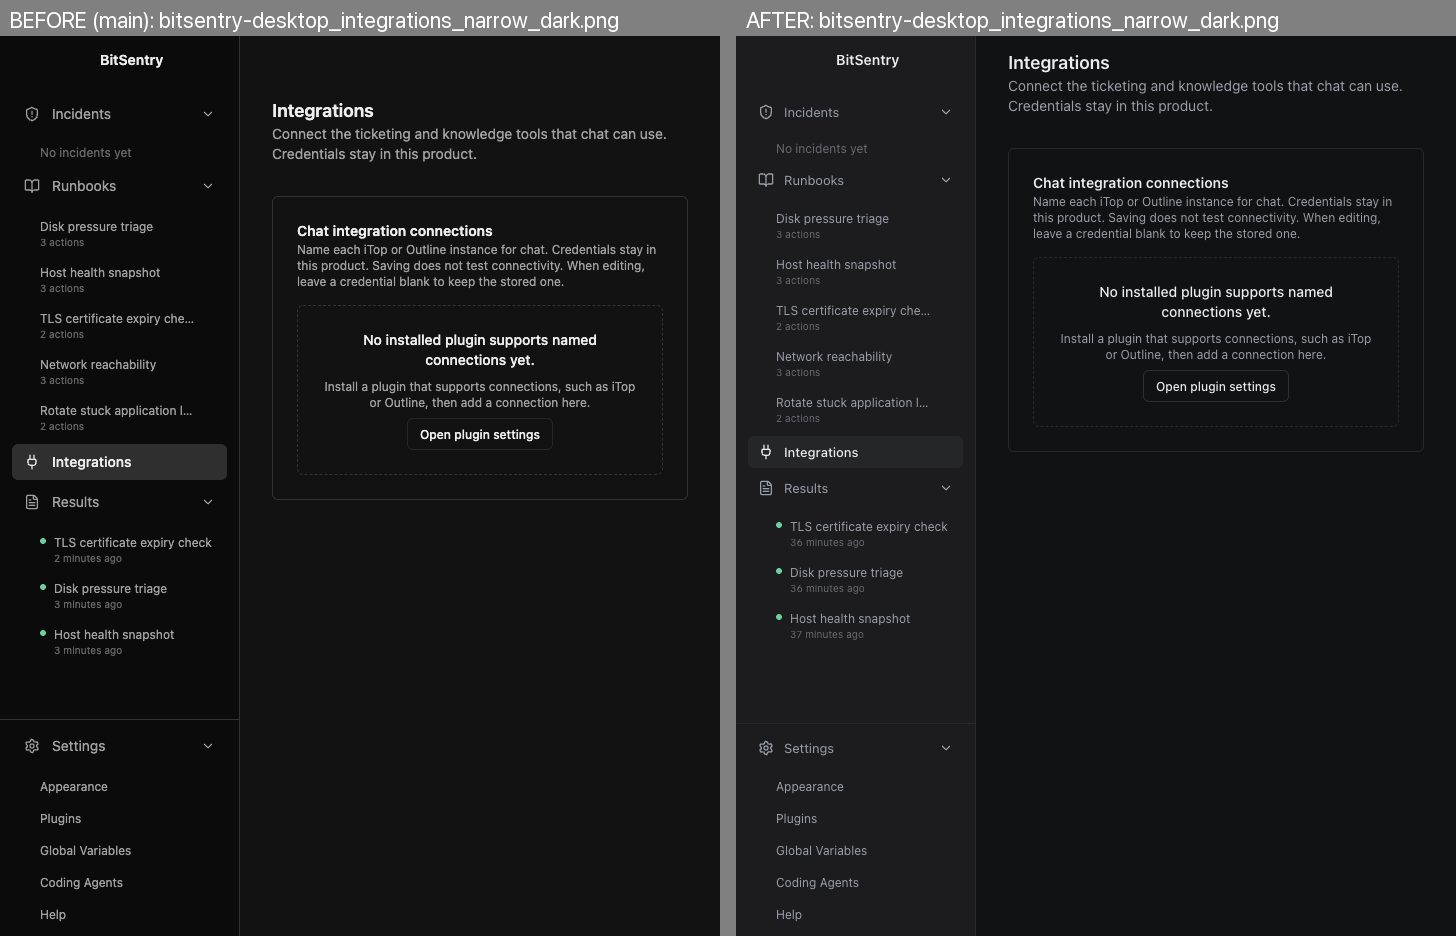 BEFORE (main): bitsentry-desktop_integrations_narrow_dark.png
BitSentry
Incidents
No incidents yet
Runbooks
Disk pressure triage
3 actions
Host health snapshot
3 actions
TLS certificate expiry che...
2 actions
Network reachability
3 actions
Rotate stuck application l...
2 actions
Integrations
Results
TLS certificate expiry check
2 minutes ago
Disk pressure triage
3 minutes ago
Host health snapshot
3 minutes ago
Settings
Appearance
Plugins
Global Variables
Coding Agents
Help
Integrations
Connect the ticketing and knowledge tools that chat can use.
Credentials stay in this product.
Chat integration connections
Name each iTop or Outline instance for chat. Credentials stay in
this product. Saving does not test connectivity. When editing,
leave a credential blank to keep the stored one.
No installed plugin supports named
connections yet.
Install a plugin that supports connections, such as iTop
or Outline, then add a connection here.
Open plugin settings
AFTER: bitsentry-desktop_integrations_narrow_dark.png
BitSentry
Incidents
No incidents yet
Runbooks
Disk pressure triage
3 actions
Host health snapshot
3 actions
TLS certificate expiry che...
2 actions
Network reachability
3 actions
Rotate stuck application l...
2 actions
Integrations
Results
TLS certificate expiry check
36 minutes ago
Disk pressure triage
36 minutes ago
Host health snapshot
37 minutes ago
Settings
Appearance
Plugins
Global Variables
Coding Agents
Help
Integrations
Connect the ticketing and knowledge tools that chat can use.
Credentials stay in this product.
Chat integration connections
Name each iTop or Outline instance for chat. Credentials stay in
this product. Saving does not test connectivity. When editing,
leave a credential blank to keep the stored one.
No installed plugin supports named
connections yet.
Install a plugin that supports connections, such as iTop
or Outline, then add a connection here.
Open plugin settings